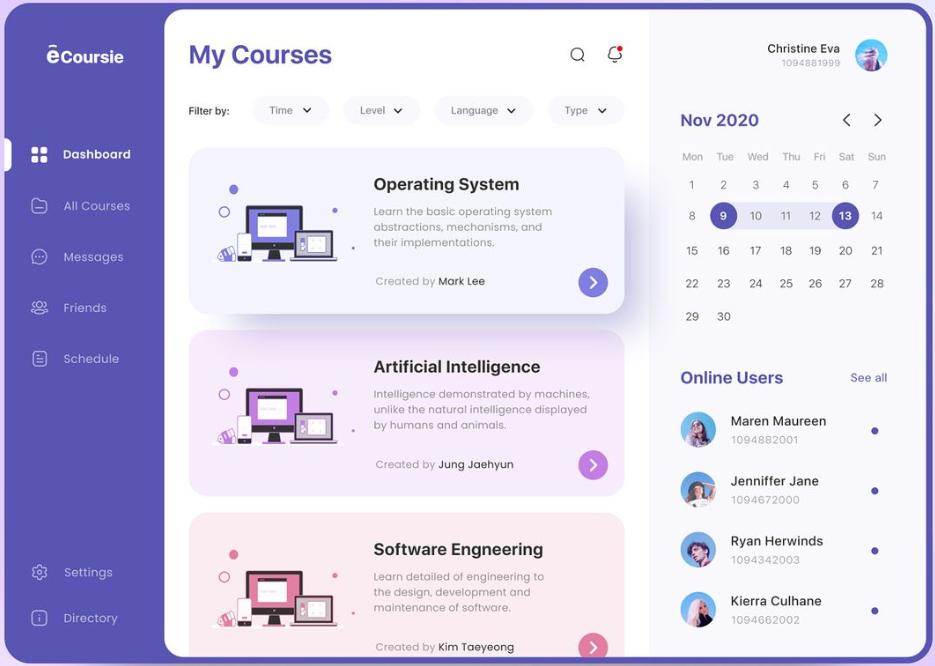 êCoursie
Dashboard
All Courses
Messages
Friends
Schedule
Settings
Directory
My Courses
Filter by:
Time
Level
Language
Type
Operating System
Learn the basic operating system
abstractions, mechanisms, and
their implementations.
Created by Mark Lee
Artificial Intelligence
Intelligence demonstrated by machines,
unlike the natural intelligence displayed
by humans and animals.
Created by Jung Jaehyun
Software Engneering
Learn detailed of engineering to
the design, development and
maintenance of software.
Created by Kim Taeyeong
Christine Eva
1094881999
Nov 2020
Mon Tue Wed Thu Fri Sat Sun
1 2 3 4 5 6 7
8 9 10 11 12 13 14
15 16 17 18 19 20 21
22 23 24 25 26 27 28
29 30
Online Users
See all
Maren Maureen
1094882001
Jenniffer Jane
1094672000
Ryan Herwinds
1094342003
Kierra Culhane
1094662002